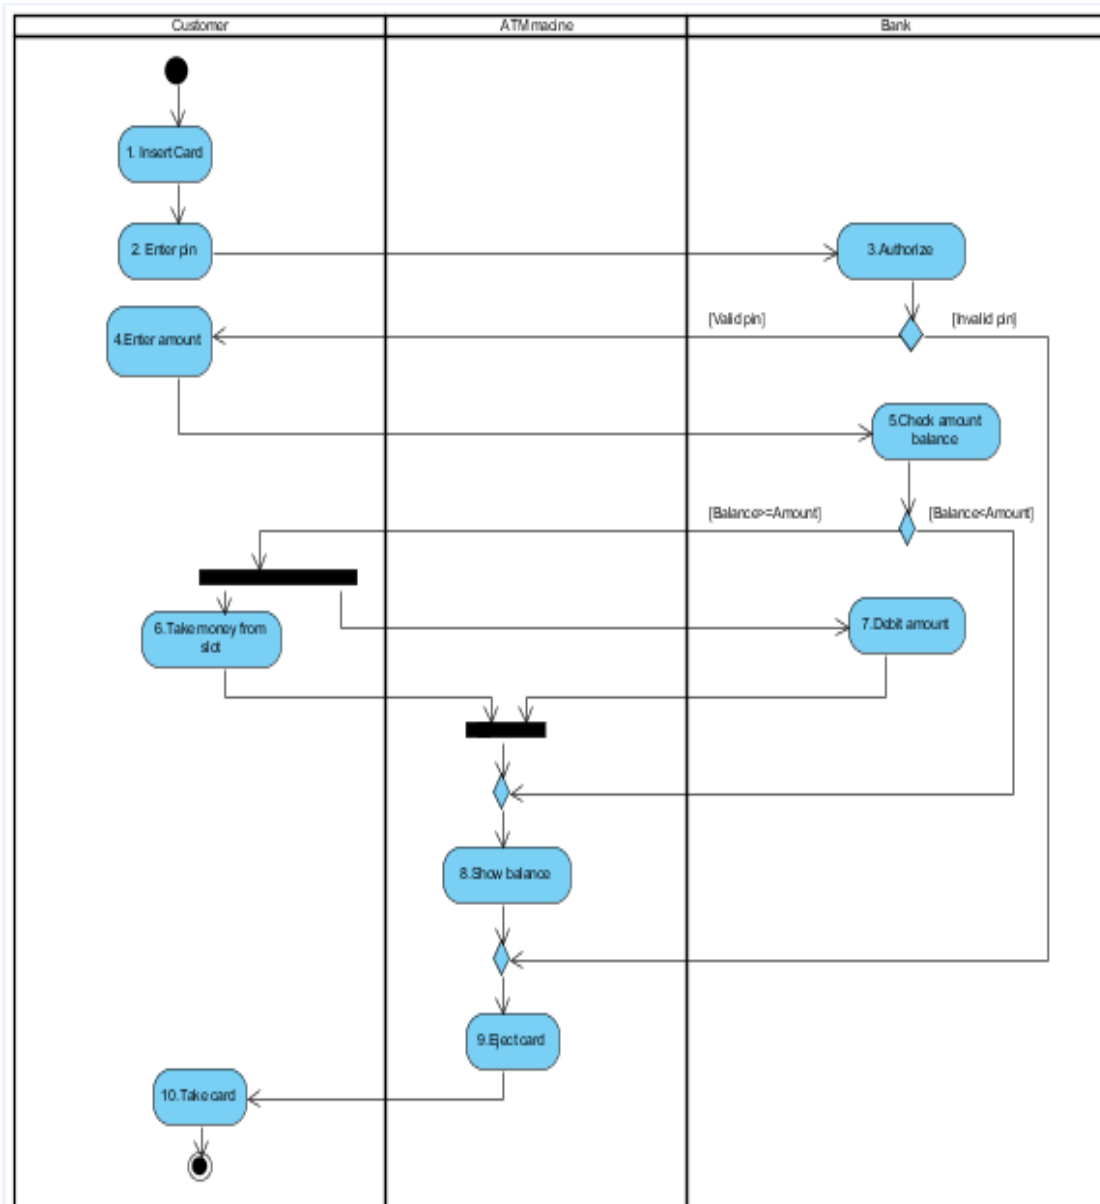 Customer
ATM macine
Bank
1. Insert Card
2. Enter pin
3.Authorize
[Valid pin]
[Invalid pin]
4.Enter amount
5.Check amount
balance
[Balance>=Amount]
[Balance<Amount]
6.Take money from
slot
7.Debit amount
8.Show balance
9.Eject card
10.Take card